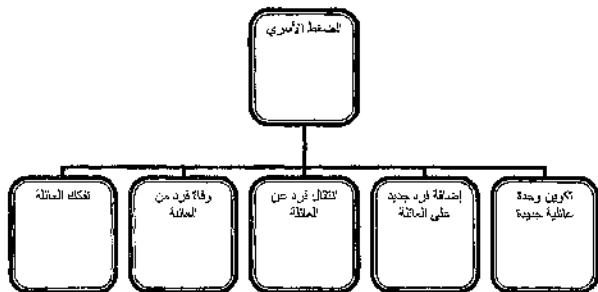 الضغط الأسري
تكوين وحدة
عائلية جديدة
إضافة فرد جديد
على العائلة
انتقال فرد عن
العائلة
وفاة فرد من
العائلة
تفكك العائلة